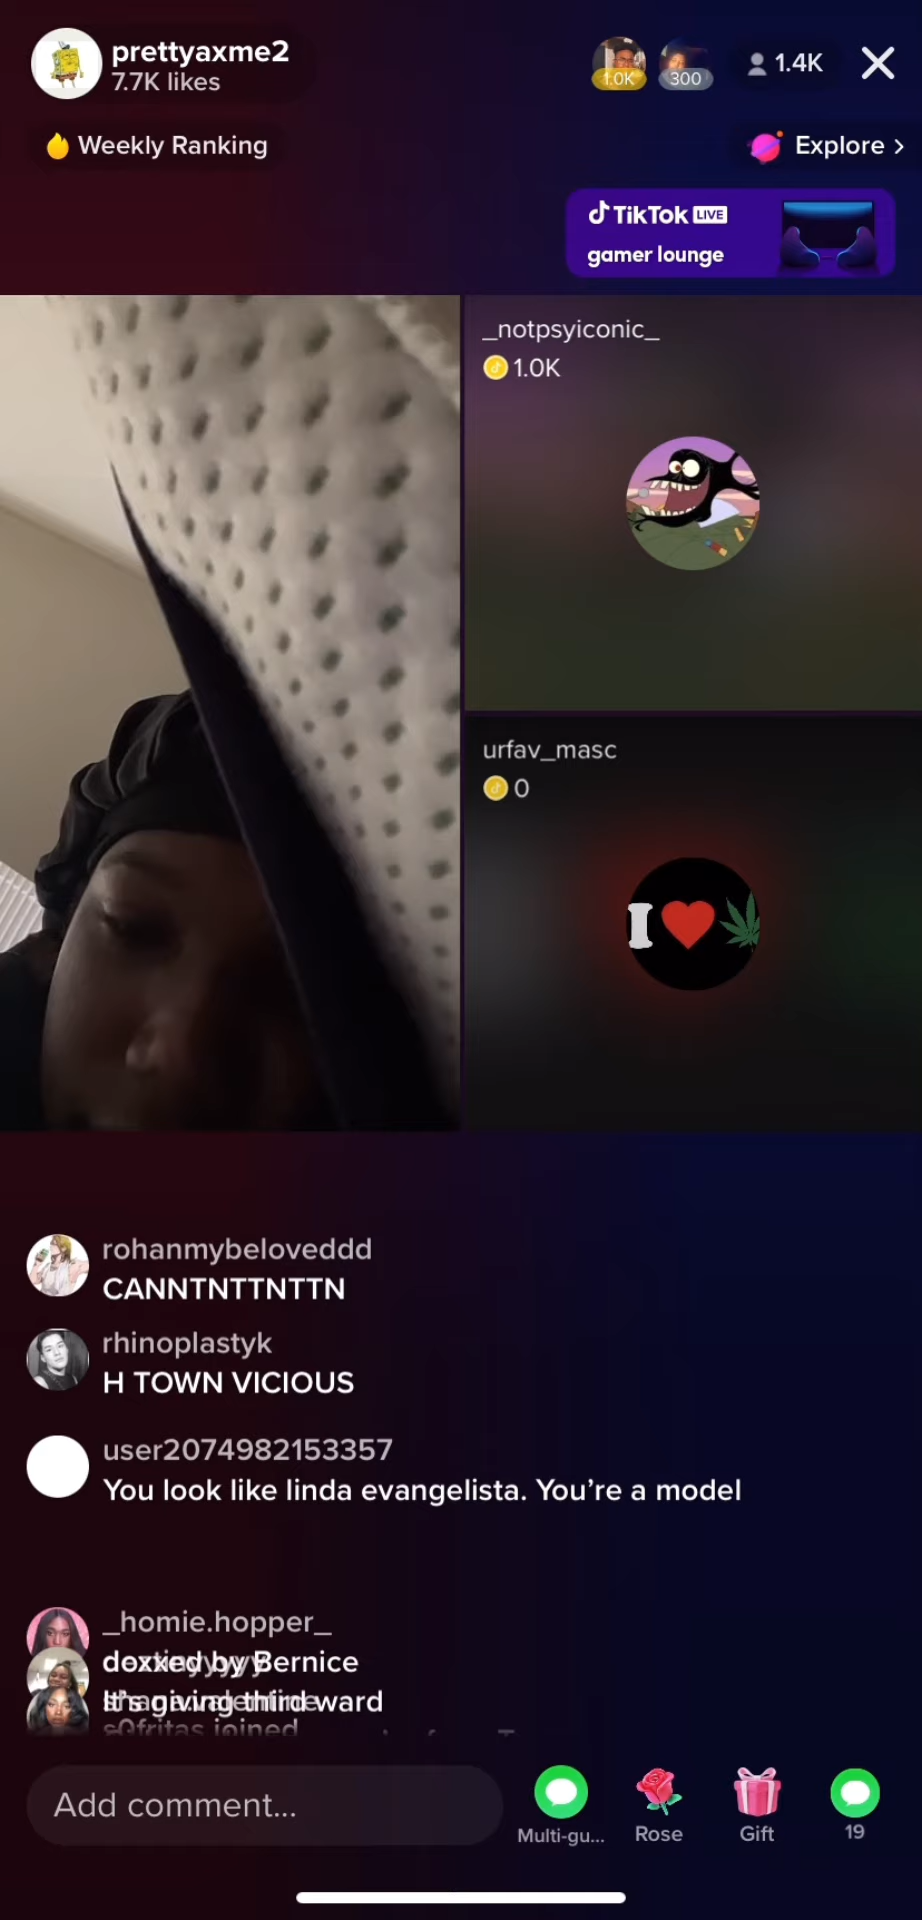 prettyaxme2
7.7K likes
1.0K
300
1.4K
Weekly Ranking
Explore >
TikTok LIVE
gamer lounge
_notpsyiconic_
1.0K
urfav_masc
0
I
rohanmybeloveddd
CANNTNTTNTTN
rhinoplastyk
H TOWN VICIOUS
user2074982153357
You look like linda evangelista. You're a model
_homie.hopper_
doxxed by Bernice
It's giving third ward
s0fritas joined
Add comment...
Multi-gu...
Rose
Gift
19